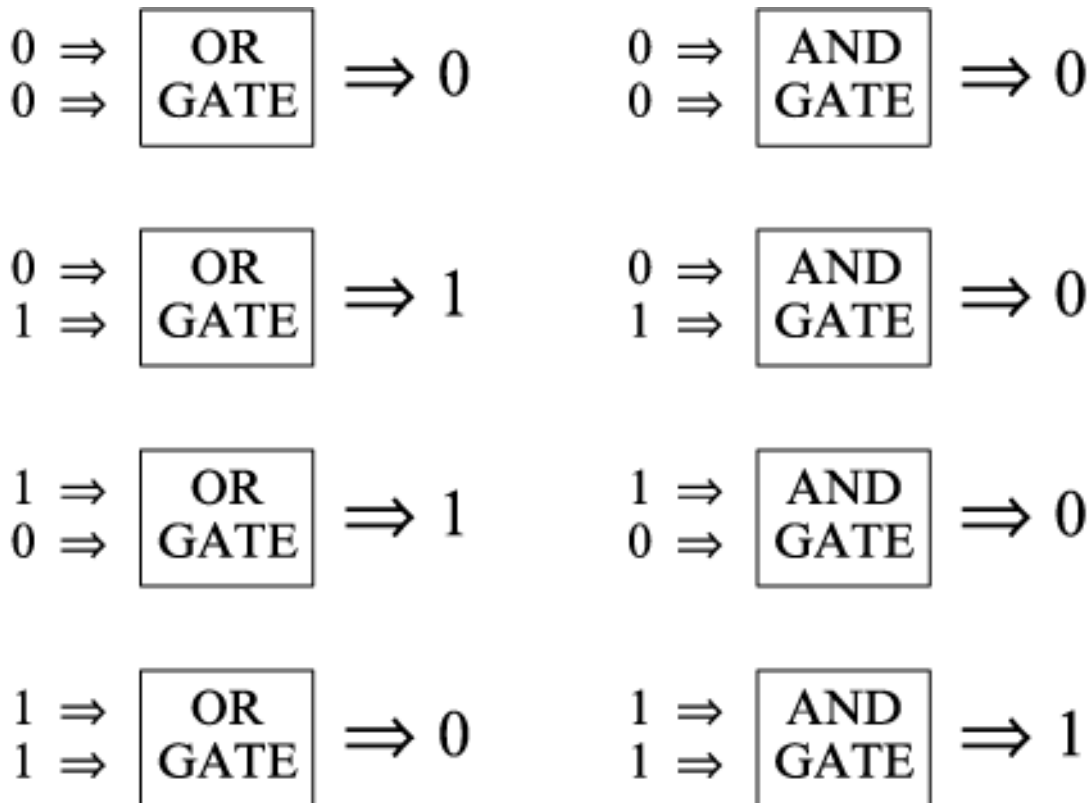 0 ⇒ OR 0 ⇒ AND
0 ⇒ GATE ⇒ 0 0 ⇒ GATE ⇒ 0
0 ⇒ OR 0 ⇒ AND
1 ⇒ GATE ⇒ 1 1 ⇒ GATE ⇒ 0
1 ⇒ OR 1 ⇒ AND
0 ⇒ GATE ⇒ 1 0 ⇒ GATE ⇒ 0
1 ⇒ OR 1 ⇒ AND
1 ⇒ GATE ⇒ 0 1 ⇒ GATE ⇒ 1